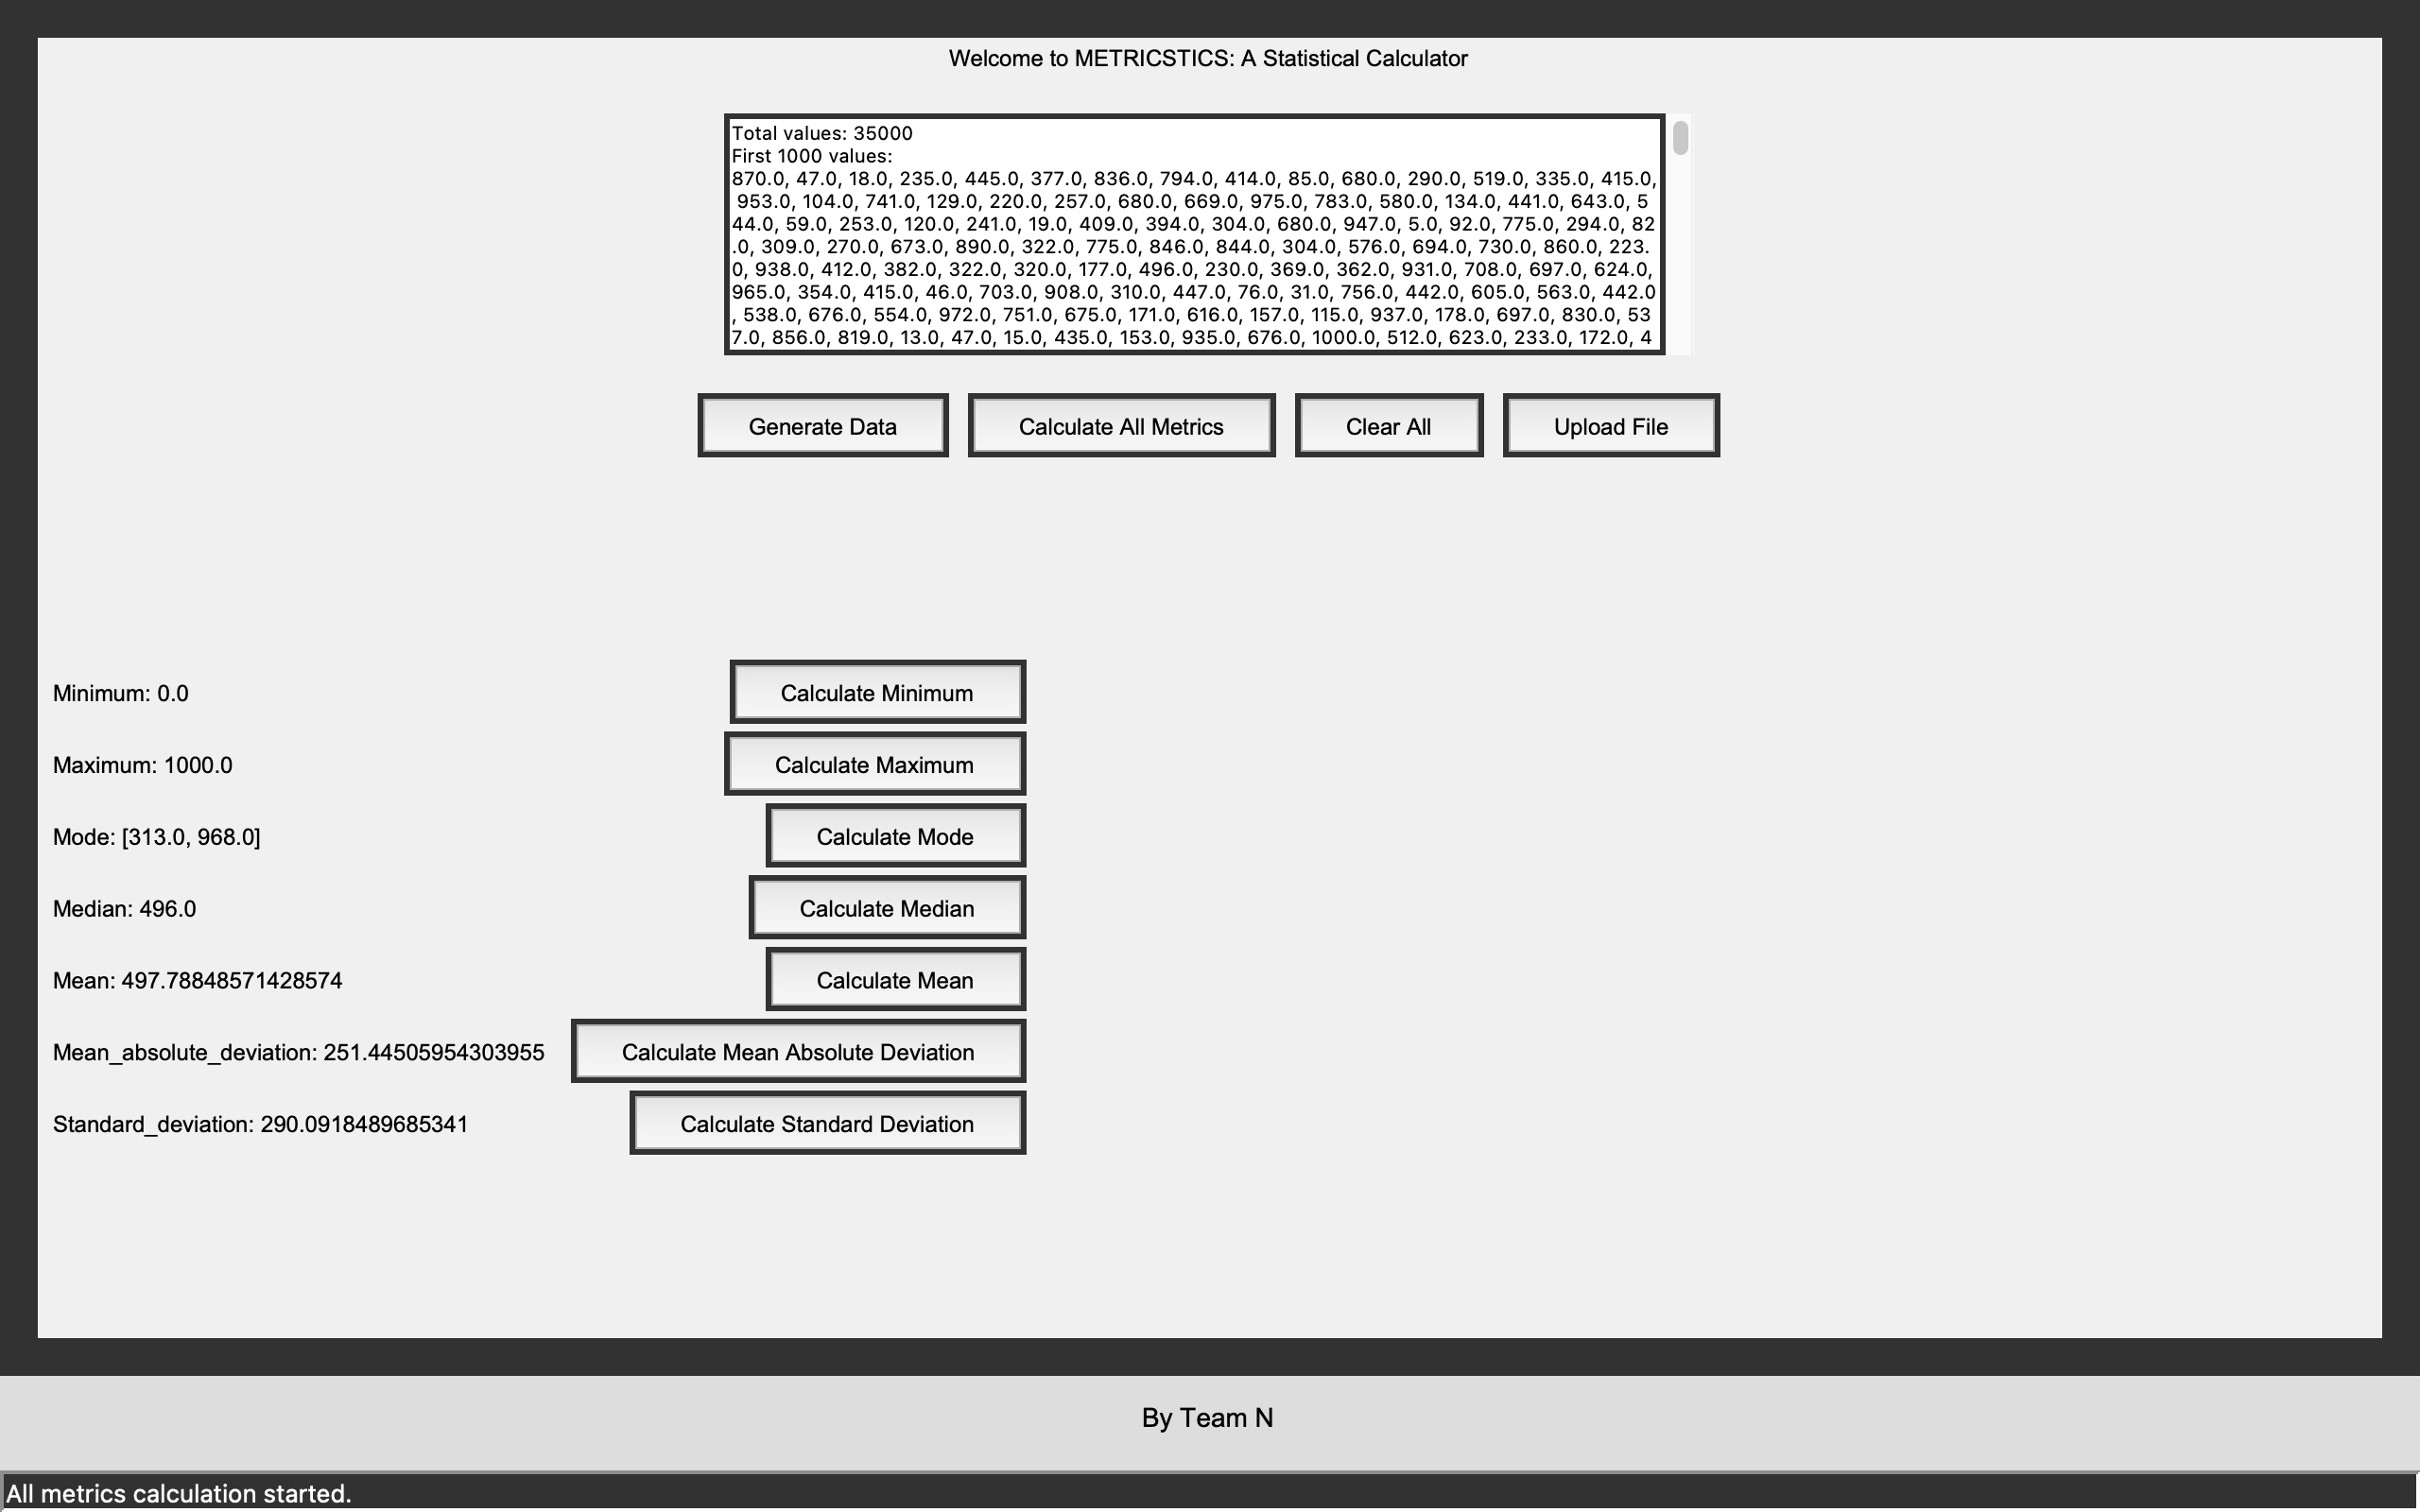 Welcome to METRICSTICS: A Statistical Calculator
Total values: 35000
First 1000 values:
870.0, 47.0, 18.0, 235.0, 445.0, 377.0, 836.0, 794.0, 414.0, 85.0, 680.0, 290.0, 519.0, 335.0, 415.0,
953.0, 104.0, 741.0, 129.0, 220.0, 257.0, 680.0, 669.0, 975.0, 783.0, 580.0, 134.0, 441.0, 643.0, 5
44.0, 59.0, 253.0, 120.0, 241.0, 19.0, 409.0, 394.0, 304.0, 680.0, 947.0, 5.0, 92.0, 775.0, 294.0, 82
.0, 309.0, 270.0, 673.0, 890.0, 322.0, 775.0, 846.0, 844.0, 304.0, 576.0, 694.0, 730.0, 860.0, 223.
0, 938.0, 412.0, 382.0, 322.0, 320.0, 177.0, 496.0, 230.0, 369.0, 362.0, 931.0, 708.0, 697.0, 624.0,
965.0, 354.0, 415.0, 46.0, 703.0, 908.0, 310.0, 447.0, 76.0, 31.0, 756.0, 442.0, 605.0, 563.0, 442.0
, 538.0, 676.0, 554.0, 972.0, 751.0, 675.0, 171.0, 616.0, 157.0, 115.0, 937.0, 178.0, 697.0, 830.0, 53
7.0, 856.0, 819.0, 13.0, 47.0, 15.0, 435.0, 153.0, 935.0, 676.0, 1000.0, 512.0, 623.0, 233.0, 172.0, 4
Generate Data Calculate All Metrics Clear All Upload File
Minimum: 0.0 Calculate Minimum
Maximum: 1000.0 Calculate Maximum
Mode: [313.0, 968.0] Calculate Mode
Median: 496.0 Calculate Median
Mean: 497.78848571428574 Calculate Mean
Mean_absolute_deviation: 251.44505954303955 Calculate Mean Absolute Deviation
Standard_deviation: 290.0918489685341 Calculate Standard Deviation
By Team N
All metrics calculation started.